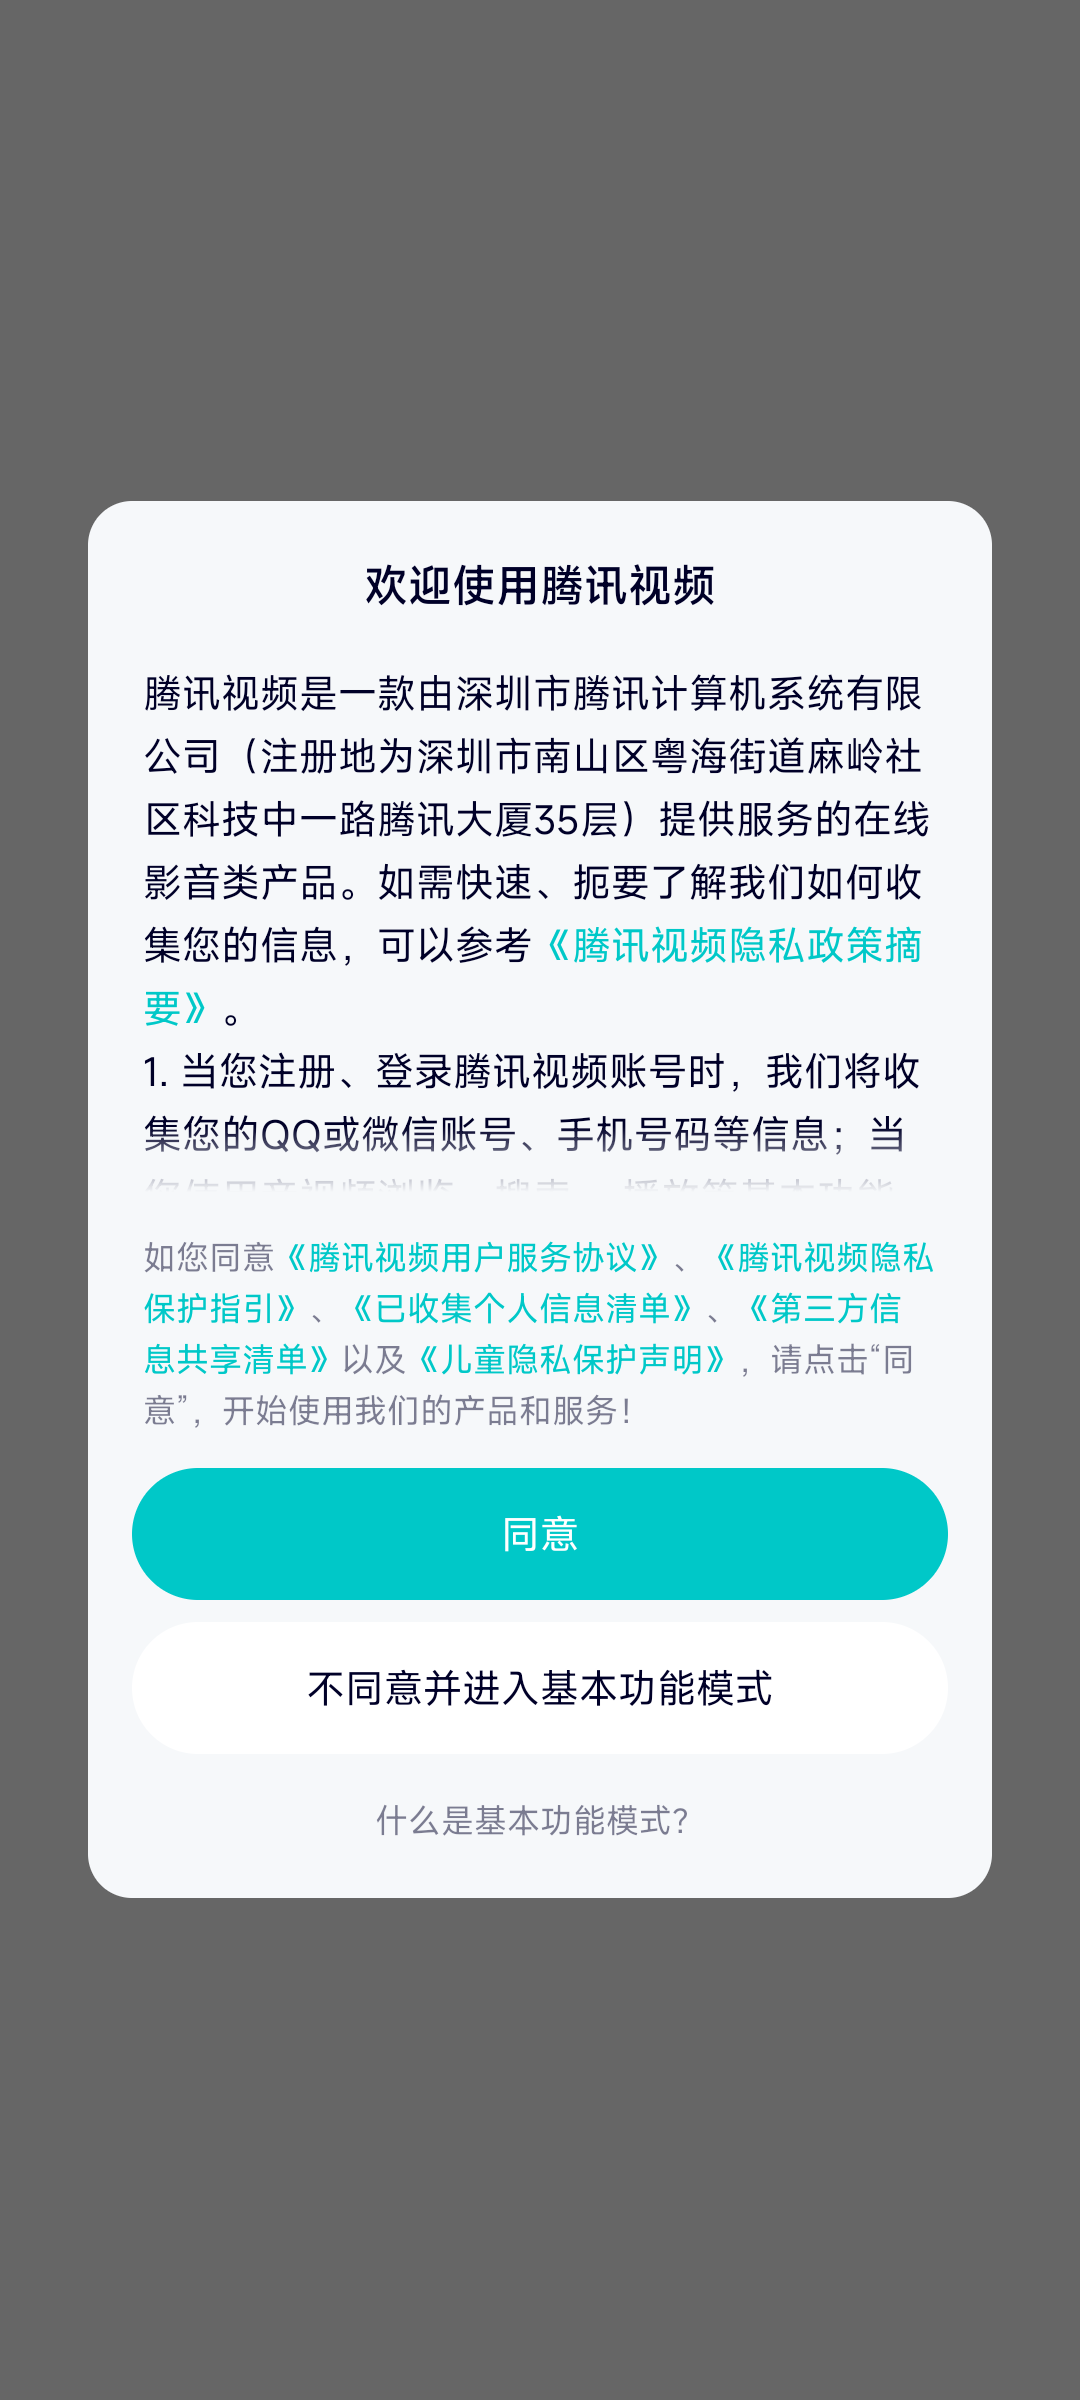 欢迎使用腾讯视频
腾讯视频是一款由深圳市腾讯计算机系统有限
公司（注册地为深圳市南山区粤海街道麻岭社
区科技中一路腾讯大厦35层）提供服务的在线
影音类产品。如需快速、扼要了解我们如何收
集您的信息，可以参考《腾讯视频隐私政策摘
要》。
1. 当您注册、登录腾讯视频账号时，我们将收
集您的QQ或微信账号、手机号码等信息；当
如您同意《腾讯视频用户服务协议》、《腾讯视频隐私
保护指引》、《已收集个人信息清单》、《第三方信
息共享清单》以及《儿童隐私保护声明》，请点击“同
意”，开始使用我们的产品和服务！
同意
不同意并进入基本功能模式
什么是基本功能模式？